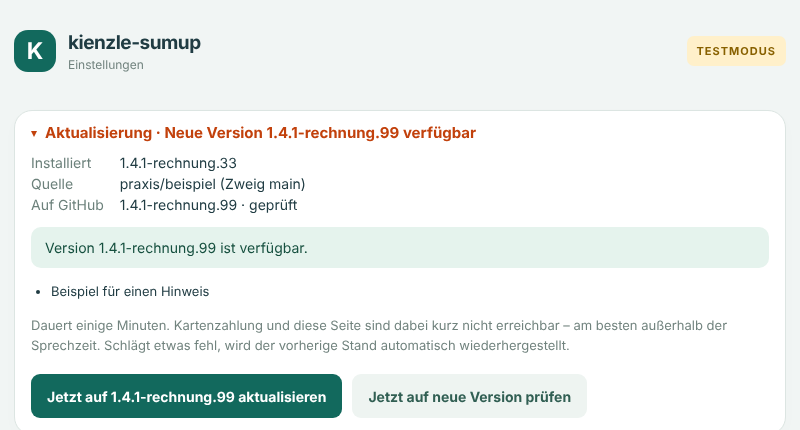 K
kienzle-sumup
Einstellungen
TESTMODUS
▾ Aktualisierung · Neue Version 1.4.1-rechnung.99 verfügbar
Installiert 1.4.1-rechnung.33
Quelle praxis/beispiel (Zweig main)
Auf GitHub 1.4.1-rechnung.99 · geprüft
Version 1.4.1-rechnung.99 ist verfügbar.
• Beispiel für einen Hinweis
Dauert einige Minuten. Kartenzahlung und diese Seite sind dabei kurz nicht erreichbar – am besten außerhalb der
Sprechzeit. Schlägt etwas fehl, wird der vorherige Stand automatisch wiederhergestellt.
Jetzt auf 1.4.1-rechnung.99 aktualisieren
Jetzt auf neue Version prüfen